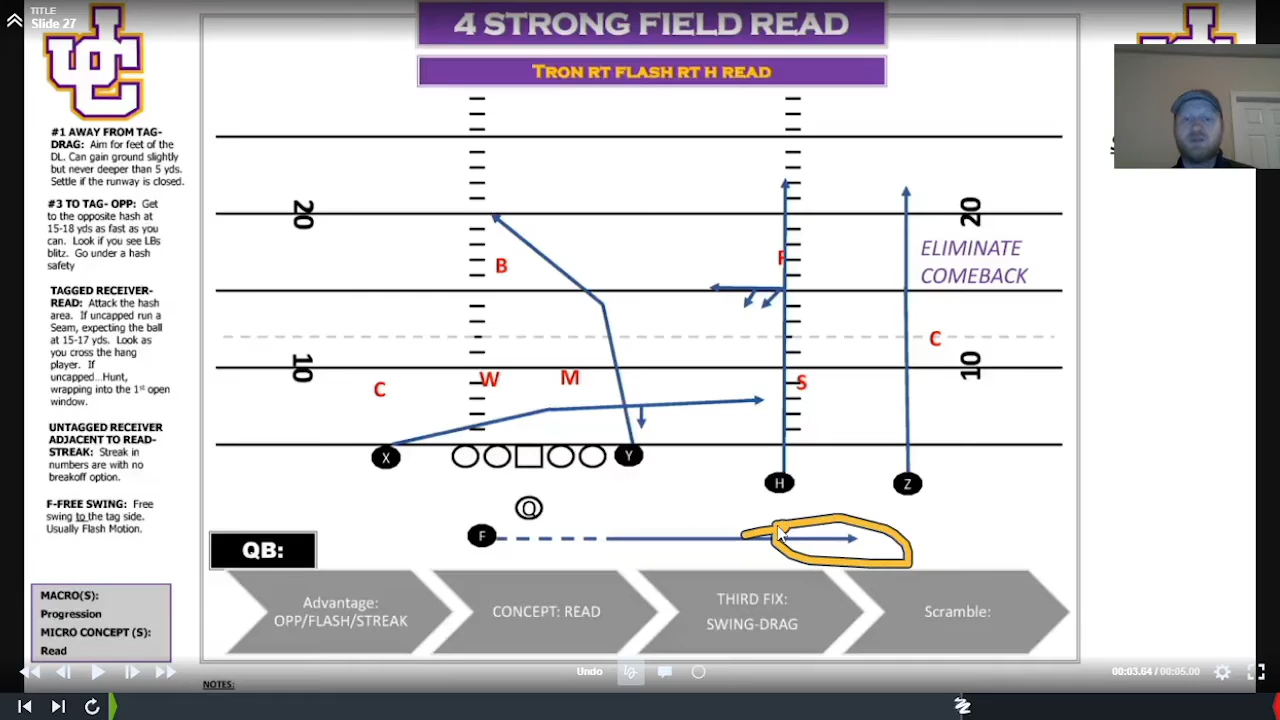 TITLE
Slide 27
UC
4 STRONG FIELD READ
TRON RT FLASH RT H READ
#1 AWAY FROM TAG-
DRAG: Aim for feet of the
DL. Can gain ground slightly
but never deeper than 5 yds.
Settle if the runway is closed.
#3 TO TAG- OPP: Get
to the opposite hash at
15-18 yds as fast as you
can. Look if you see LBs
blitz. Go under a hash
safety
TAGGED RECEIVER-
READ: Attack the hash
area. If uncapped run a
Seam, expecting the ball
at 15-17 yds. Look as
you cross the hang
player. If
uncapped...Hunt,
wrapping into the 1st open
window.
UNTAGGED RECEIVER
ADJACENT TO READ-
STREAK: Streak in
numbers are with no
breakoff option.
F-FREE SWING: Free
swing to the tag side.
Usually Flash Motion.
MACRO(S):
Progression
MICRO CONCEPT (S):
Read
20
20
ELIMINATE
COMEBACK
B
F
C
10
10
C
W
M
S
X
Y
H
Z
Q
F
QB:
Advantage:
OPP/FLASH/STREAK
CONCEPT: READ
THIRD FIX:
SWING-DRAG
Scramble:
Undo
00:03.64 / 00:05.00
NOTES: